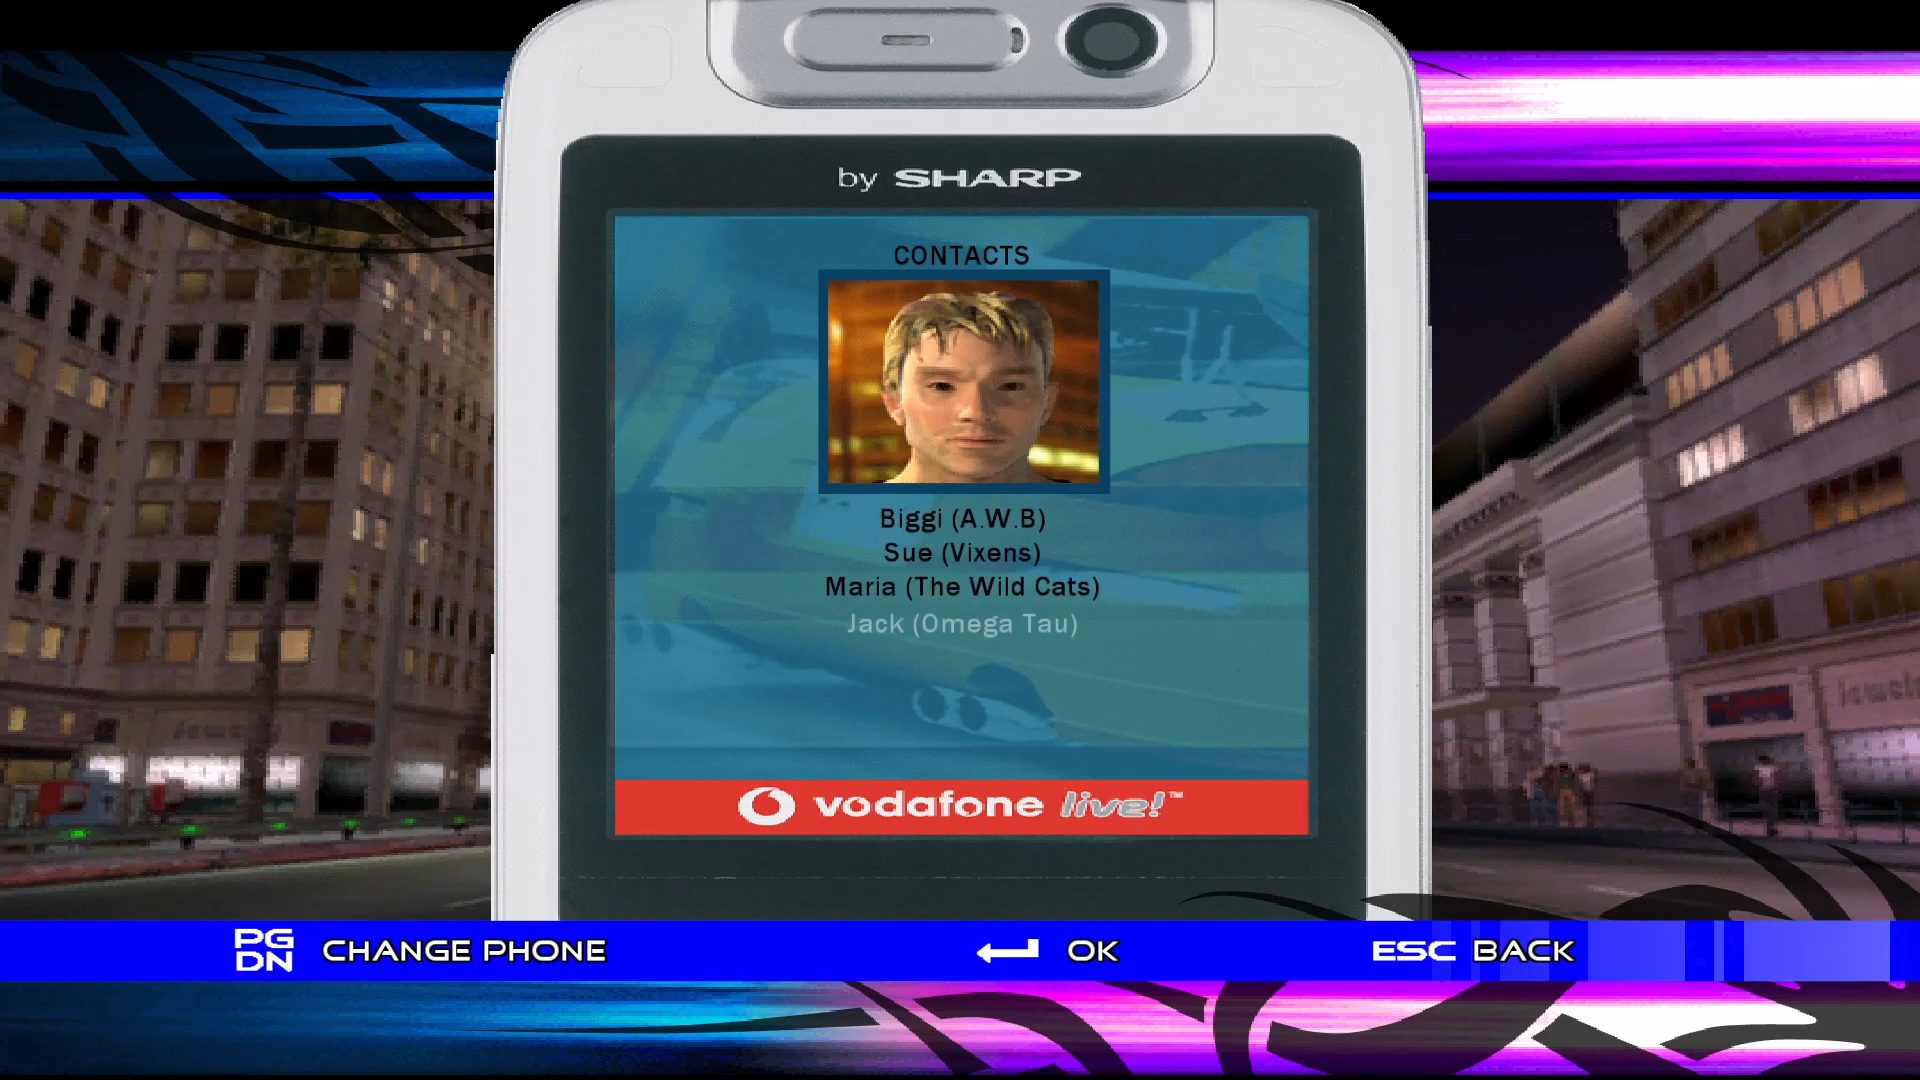 by SHARP
CONTACTS
Biggi (A.W.B)
Sue (Vixens)
Maria (The Wild Cats)
Jack (Omega Tau)
vodafone live!™
PG DN CHANGE PHONE
OK
ESC BACK